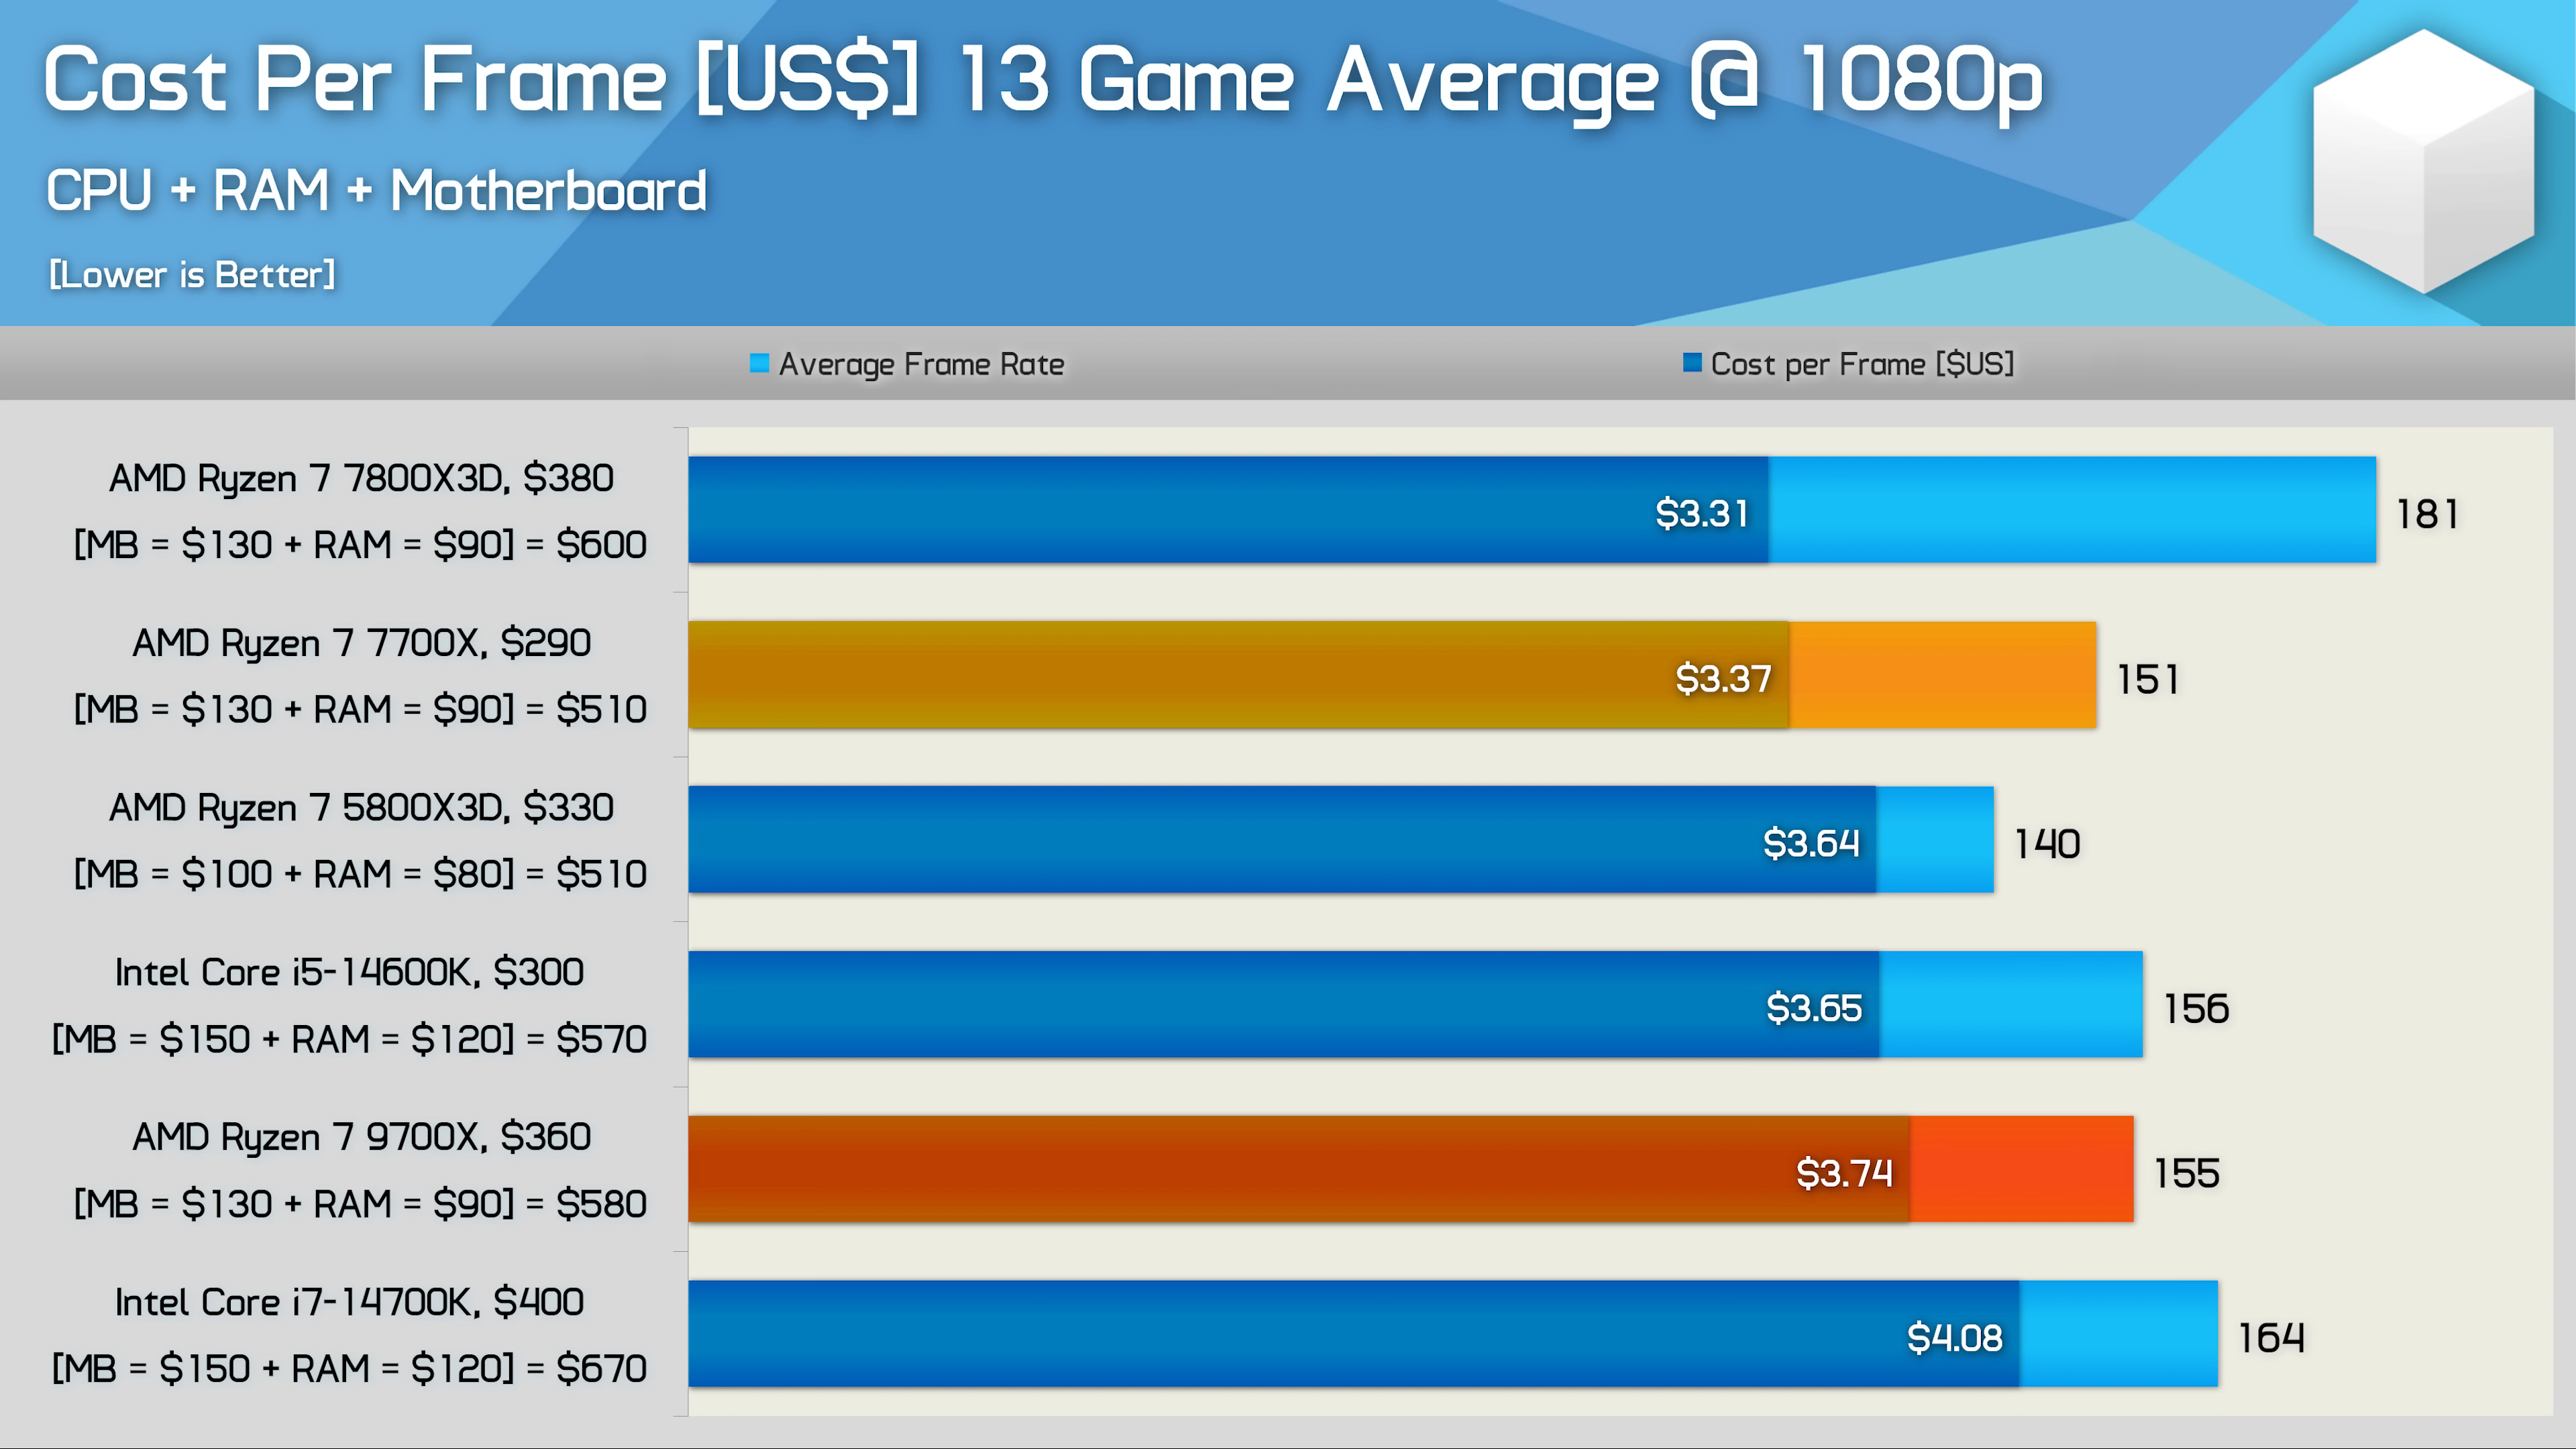 Cost Per Frame [US$] 13 Game Average @ 1080p
CPU + RAM + Motherboard
[Lower is Better]
Average Frame Rate
Cost per Frame [$US]
AMD Ryzen 7 7800X3D, $380
[MB = $130 + RAM = $90] = $600
$3.31
181
AMD Ryzen 7 7700X, $290
[MB = $130 + RAM = $90] = $510
$3.37
151
AMD Ryzen 7 5800X3D, $330
[MB = $100 + RAM = $80] = $510
$3.64
140
Intel Core i5-14600K, $300
[MB = $150 + RAM = $120] = $570
$3.65
156
AMD Ryzen 7 9700X, $360
[MB = $130 + RAM = $90] = $580
$3.74
155
Intel Core i7-14700K, $400
[MB = $150 + RAM = $120] = $670
$4.08
164